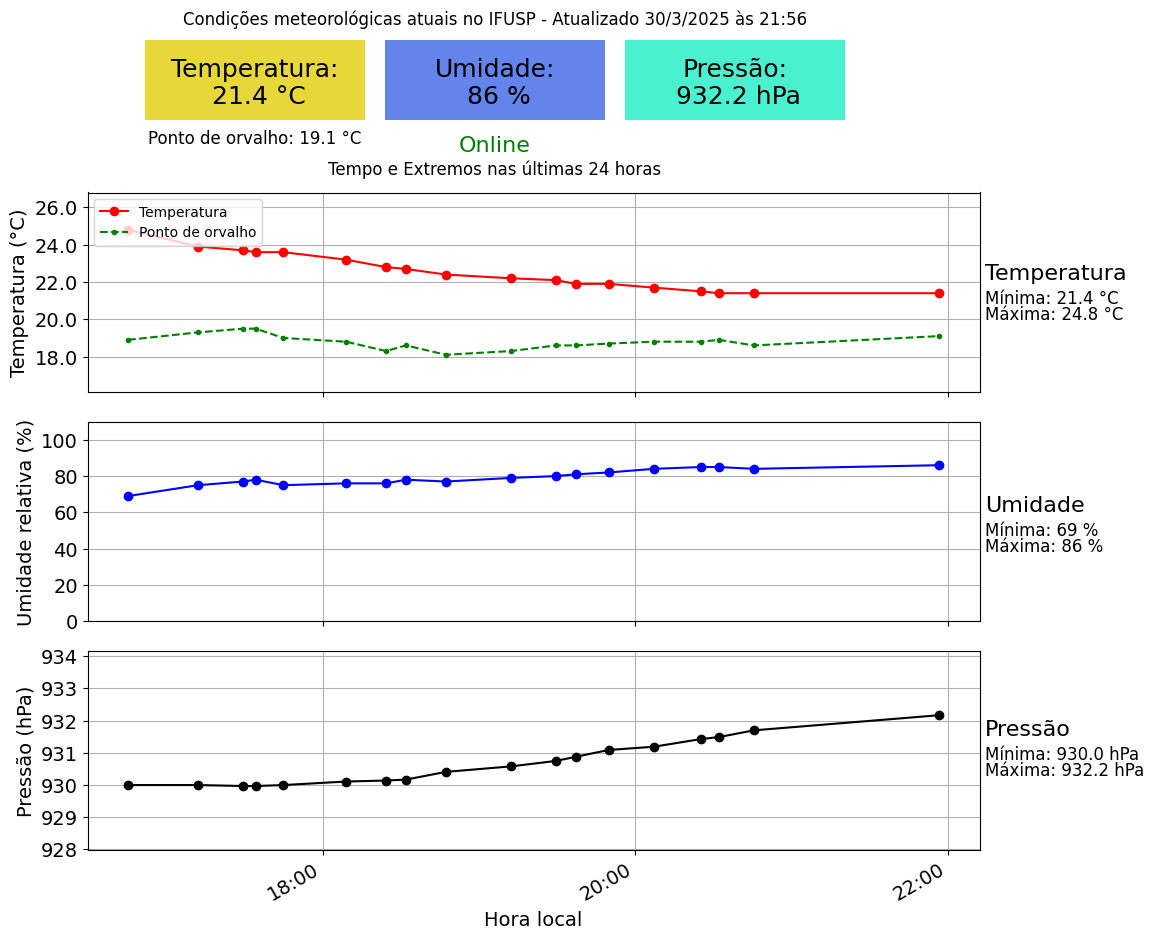 Condições meteorológicas atuais no IFUSP - Atualizado 30/3/2025 às 21:56
Temperatura:
21.4 °C
Umidade:
86 %
Pressão:
932.2 hPa
Ponto de orvalho: 19.1 °C
Online
Tempo e Extremos nas últimas 24 horas
Temperatura (°C)
26.0
24.0
22.0
20.0
18.0
Temperatura
Ponto de orvalho
Temperatura
Mínima: 21.4 °C
Máxima: 24.8 °C
Umidade relativa (%)
100
80
60
40
20
0
Umidade
Mínima: 69 %
Máxima: 86 %
Pressão (hPa)
934
933
932
931
930
929
928
Pressão
Mínima: 930.0 hPa
Máxima: 932.2 hPa
18:00
20:00
22:00
Hora local